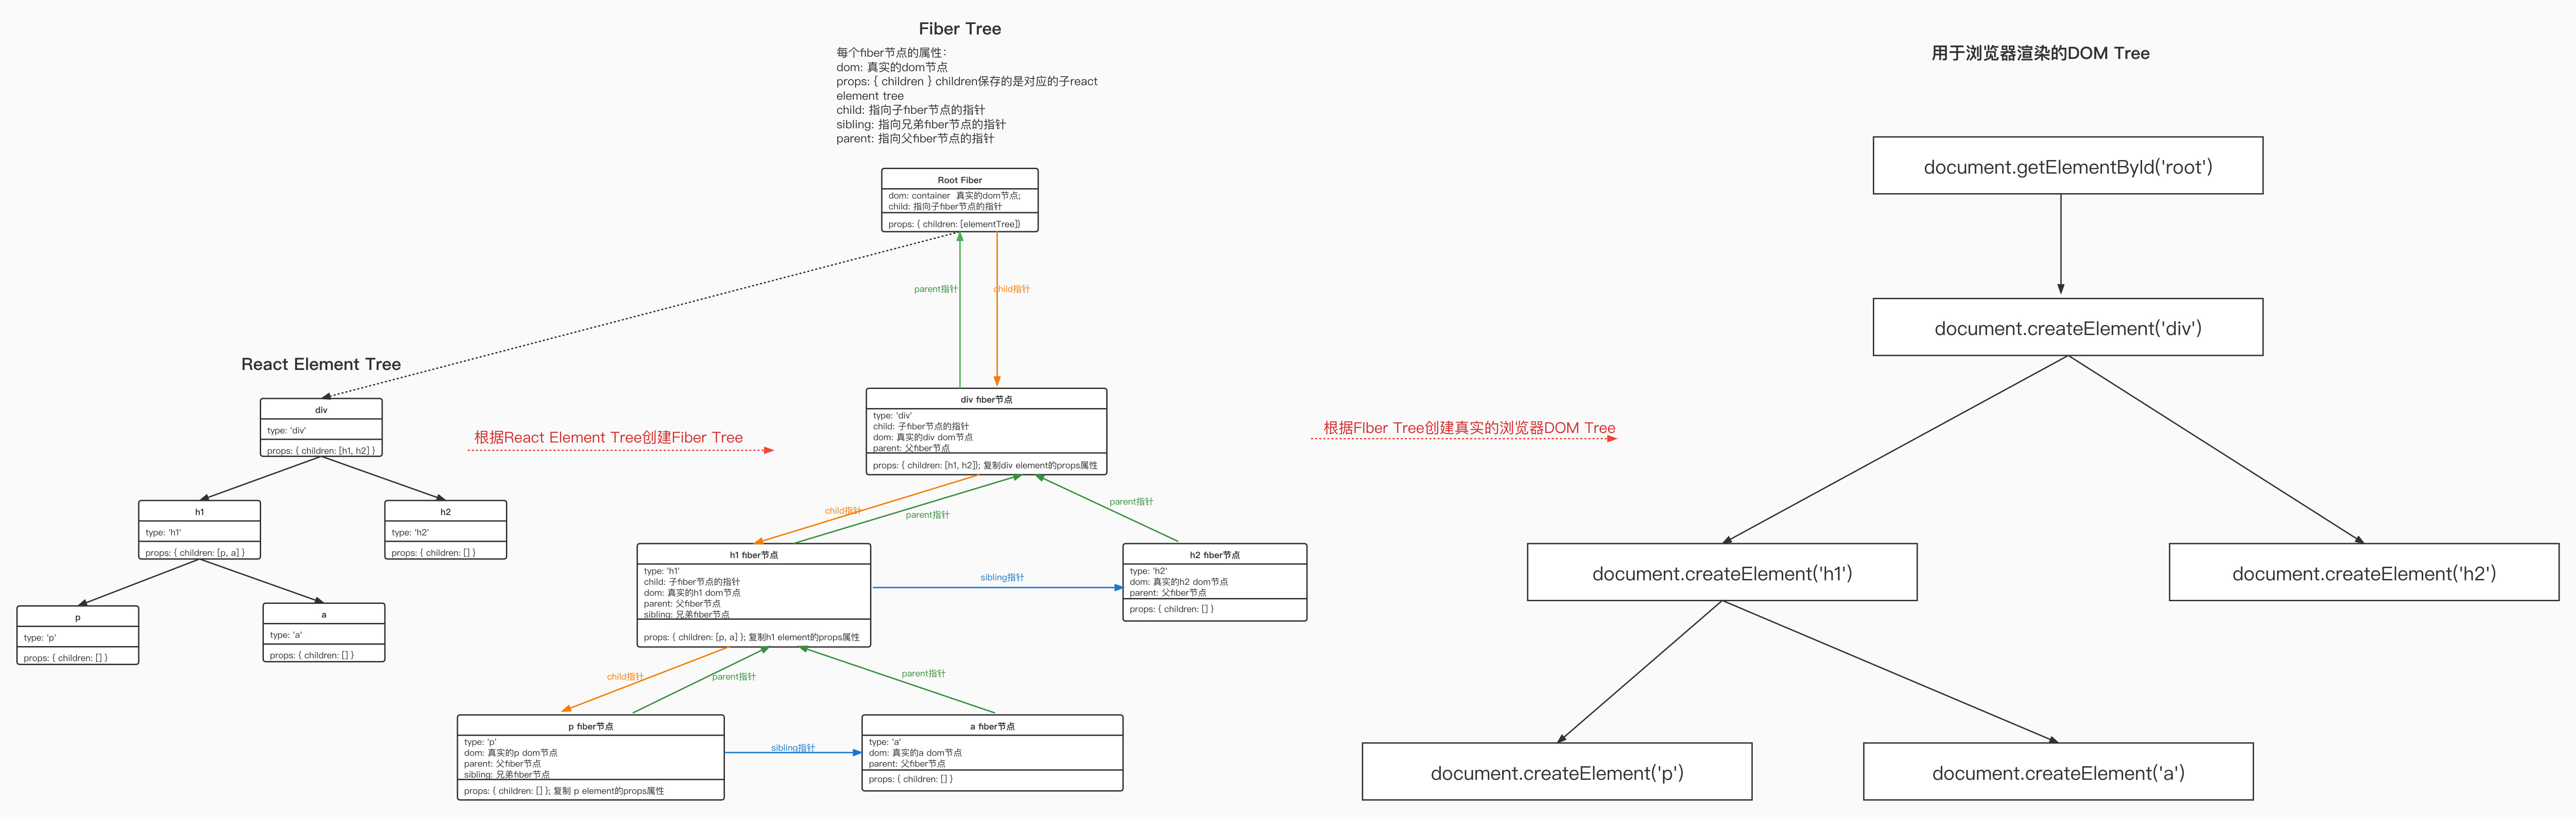 Fiber Tree
每个fiber节点的属性：
dom: 真实的dom节点
props: { children } children保存的是对应的子react
element tree
child: 指向子fiber节点的指针
sibling: 指向兄弟fiber节点的指针
parent: 指向父fiber节点的指针
Root Fiber
dom: container 真实的dom节点;
child: 指向子fiber节点的指针
props: { children: [elementTree]}
parent指针
child指针
React Element Tree
div
type: 'div'
props: { children: [h1, h2] }
h1
type: 'h1'
props: { children: [p, a] }
h2
type: 'h2'
props: { children: [] }
p
type: 'p'
props: { children: [] }
a
type: 'a'
props: { children: [] }
根据React Element Tree创建Fiber Tree
div fiber节点
type: 'div'
child: 子fiber节点的指针
dom: 真实的div dom节点
parent: 父fiber节点
props: { children: [h1, h2]}; 复制div element的props属性
child指针
parent指针
parent指针
h1 fiber节点
type: 'h1'
child: 子fiber节点的指针
dom: 真实的h1 dom节点
parent: 父fiber节点
sibling: 兄弟fiber节点
props: { children: [p, a] }; 复制h1 element的props属性
sibling指针
h2 fiber节点
type: 'h2'
dom: 真实的h2 dom节点
parent: 父fiber节点
props: { children: [] }
child指针
parent指针
parent指针
p fiber节点
type: 'p'
dom: 真实的p dom节点
parent: 父fiber节点
sibling: 兄弟fiber节点
props: { children: [] }; 复制 p element的props属性
sibling指针
a fiber节点
type: 'a'
dom: 真实的a dom节点
parent: 父fiber节点
props: { children: [] }
根据FIber Tree创建真实的浏览器DOM Tree
用于浏览器渲染的DOM Tree
document.getElementById('root')
document.createElement('div')
document.createElement('h1')
document.createElement('h2')
document.createElement('p')
document.createElement('a')